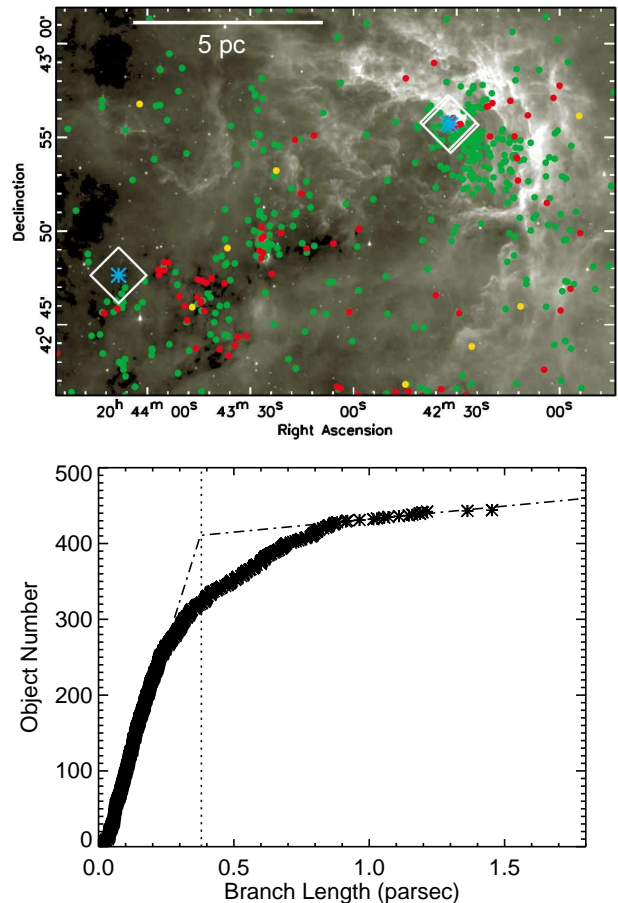 5 pc
43° 00'
55'
50'
45'
42°
Declination
20h 44m 00s 43m 30s 00s 42m 30s 00s
Right Ascension
500
400
300
200
100
0
Object Number
0.0 0.5 1.0 1.5
Branch Length (parsec)